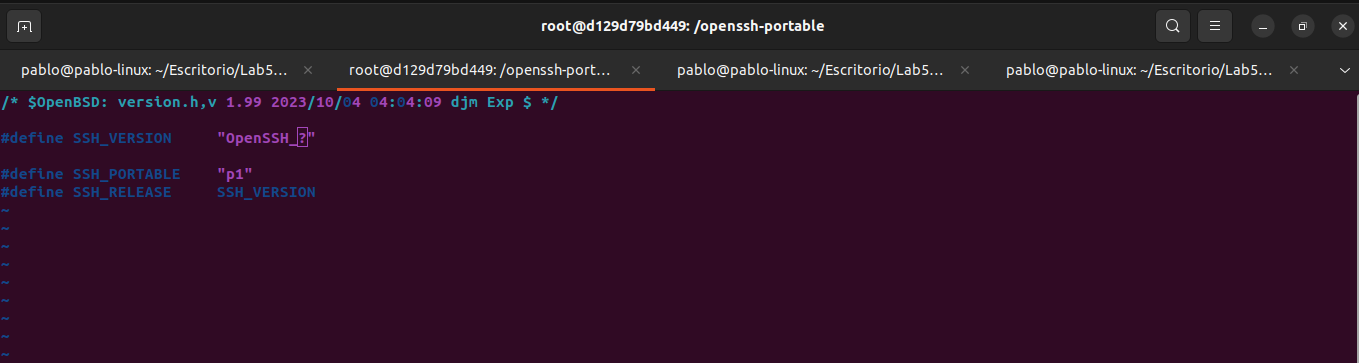 root@d129d79bd449: /openssh-portable
pablo@pablo-linux: ~/Escritorio/Lab5... root@d129d79bd449: /openssh-port... pablo@pablo-linux: ~/Escritorio/Lab5... pablo@pablo-linux: ~/Escritorio/Lab5...
/* $OpenBSD: version.h,v 1.99 2023/10/04 04:04:09 djm Exp $ */
#define SSH_VERSION "OpenSSH_?"
#define SSH_PORTABLE "p1"
#define SSH_RELEASE SSH_VERSION
~
~
~
~
~
~
~
~
~